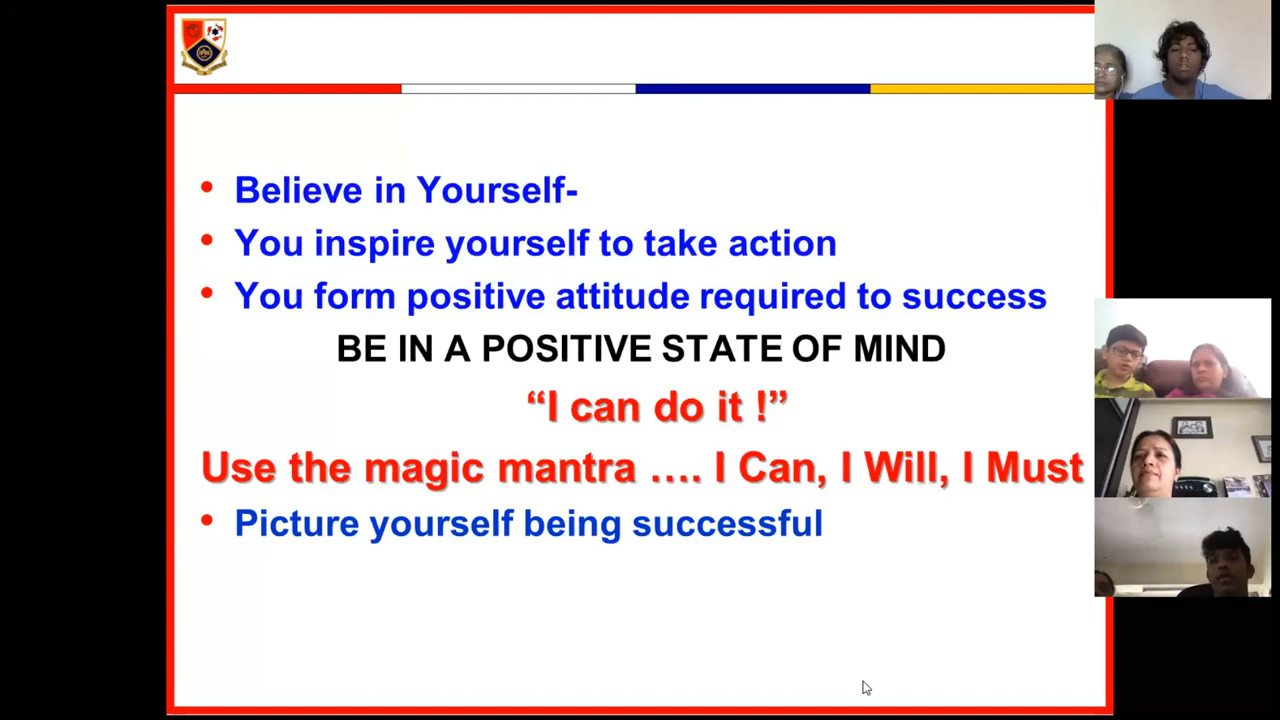 Believe in Yourself-
You inspire yourself to take action
You form positive attitude required to success
BE IN A POSITIVE STATE OF MIND
“I can do it !”
Use the magic mantra …. I Can, I Will, I Must
Picture yourself being successful